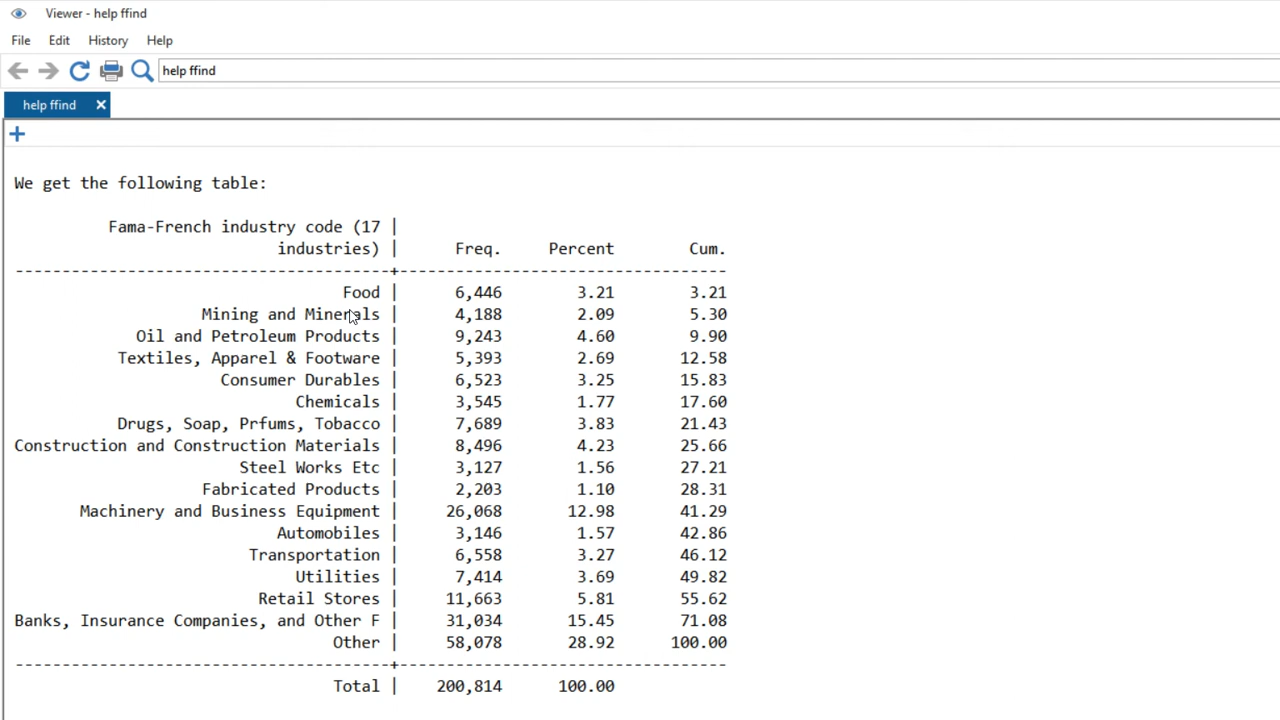 Viewer - help ffind
File Edit History Help
help ffind
help ffind
We get the following table:
Fama-French industry code (17 |
industries) | Freq. Percent Cum.
----------------------------------------+-----------------------------------
Food | 6,446 3.21 3.21
Mining and Minerals | 4,188 2.09 5.30
Oil and Petroleum Products | 9,243 4.60 9.90
Textiles, Apparel & Footware | 5,393 2.69 12.58
Consumer Durables | 6,523 3.25 15.83
Chemicals | 3,545 1.77 17.60
Drugs, Soap, Prfums, Tobacco | 7,689 3.83 21.43
Construction and Construction Materials | 8,496 4.23 25.66
Steel Works Etc | 3,127 1.56 27.21
Fabricated Products | 2,203 1.10 28.31
Machinery and Business Equipment | 26,068 12.98 41.29
Automobiles | 3,146 1.57 42.86
Transportation | 6,558 3.27 46.12
Utilities | 7,414 3.69 49.82
Retail Stores | 11,663 5.81 55.62
Banks, Insurance Companies, and Other F | 31,034 15.45 71.08
Other | 58,078 28.92 100.00
----------------------------------------+-----------------------------------
Total | 200,814 100.00